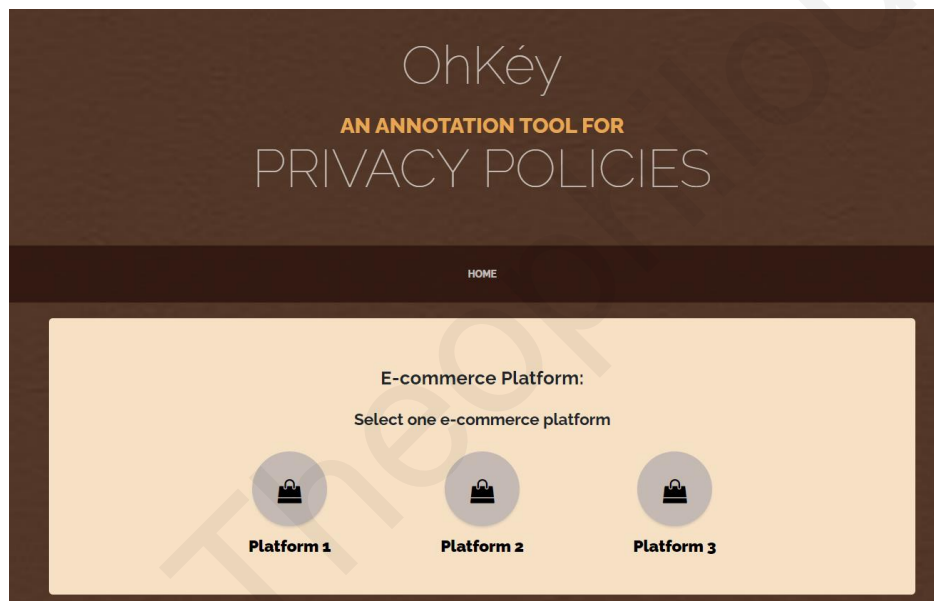 OhKéy
AN ANNOTATION TOOL FOR
PRIVACY POLICIES
HOME
E-commerce Platform:
Select one e-commerce platform
Platform 1 Platform 2 Platform 3